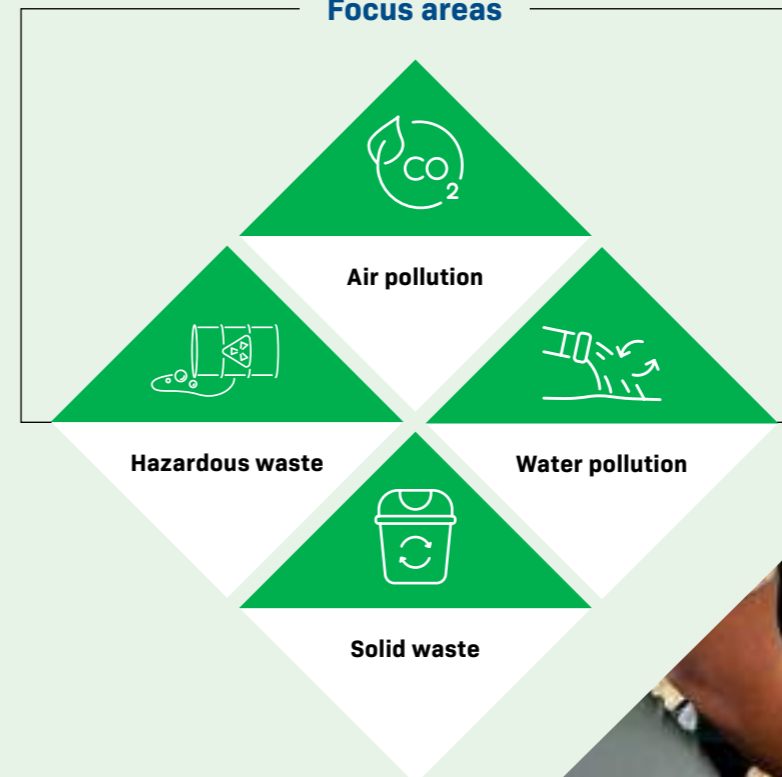 Focus areas
CO2
Air pollution
Hazardous waste
Water pollution
Solid waste